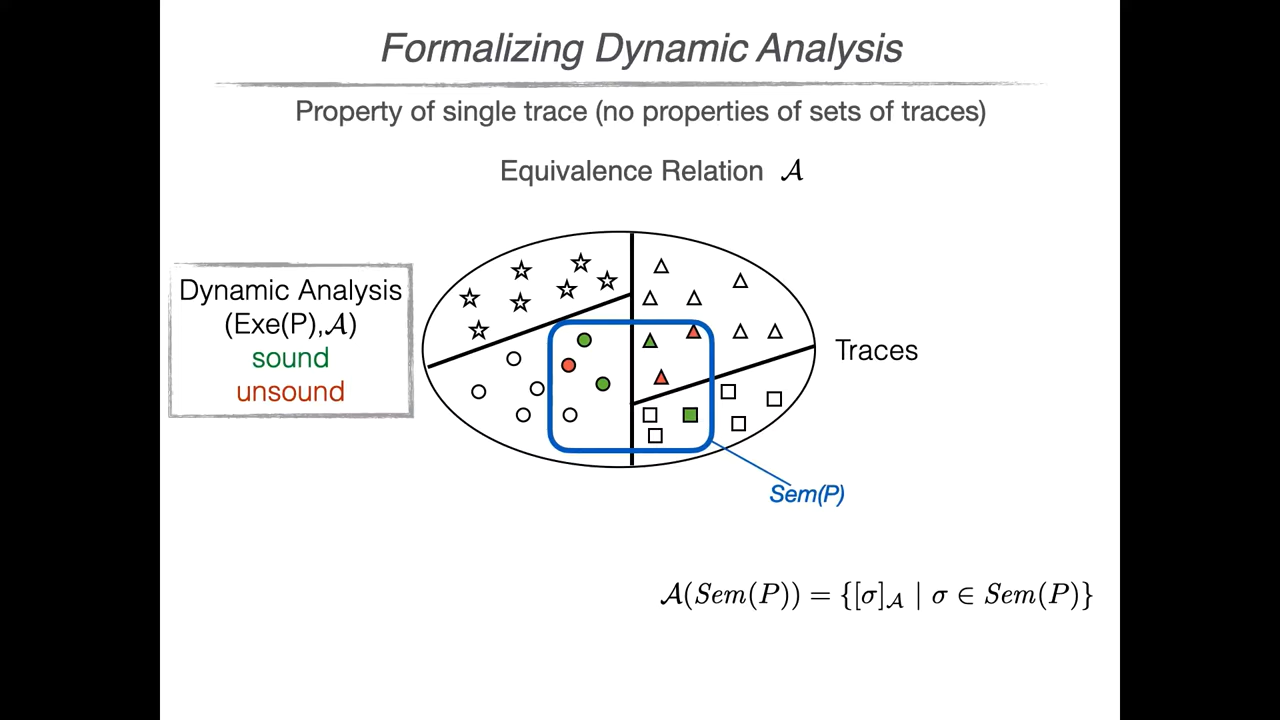 Formalizing Dynamic Analysis
Property of single trace (no properties of sets of traces)
Equivalence Relation 𝒜
Dynamic Analysis
(Exe(P),𝒜)
sound
unsound
Traces
Sem(P)
𝒜(Sem(P)) = {[σ]𝒜 | σ ∈ Sem(P)}